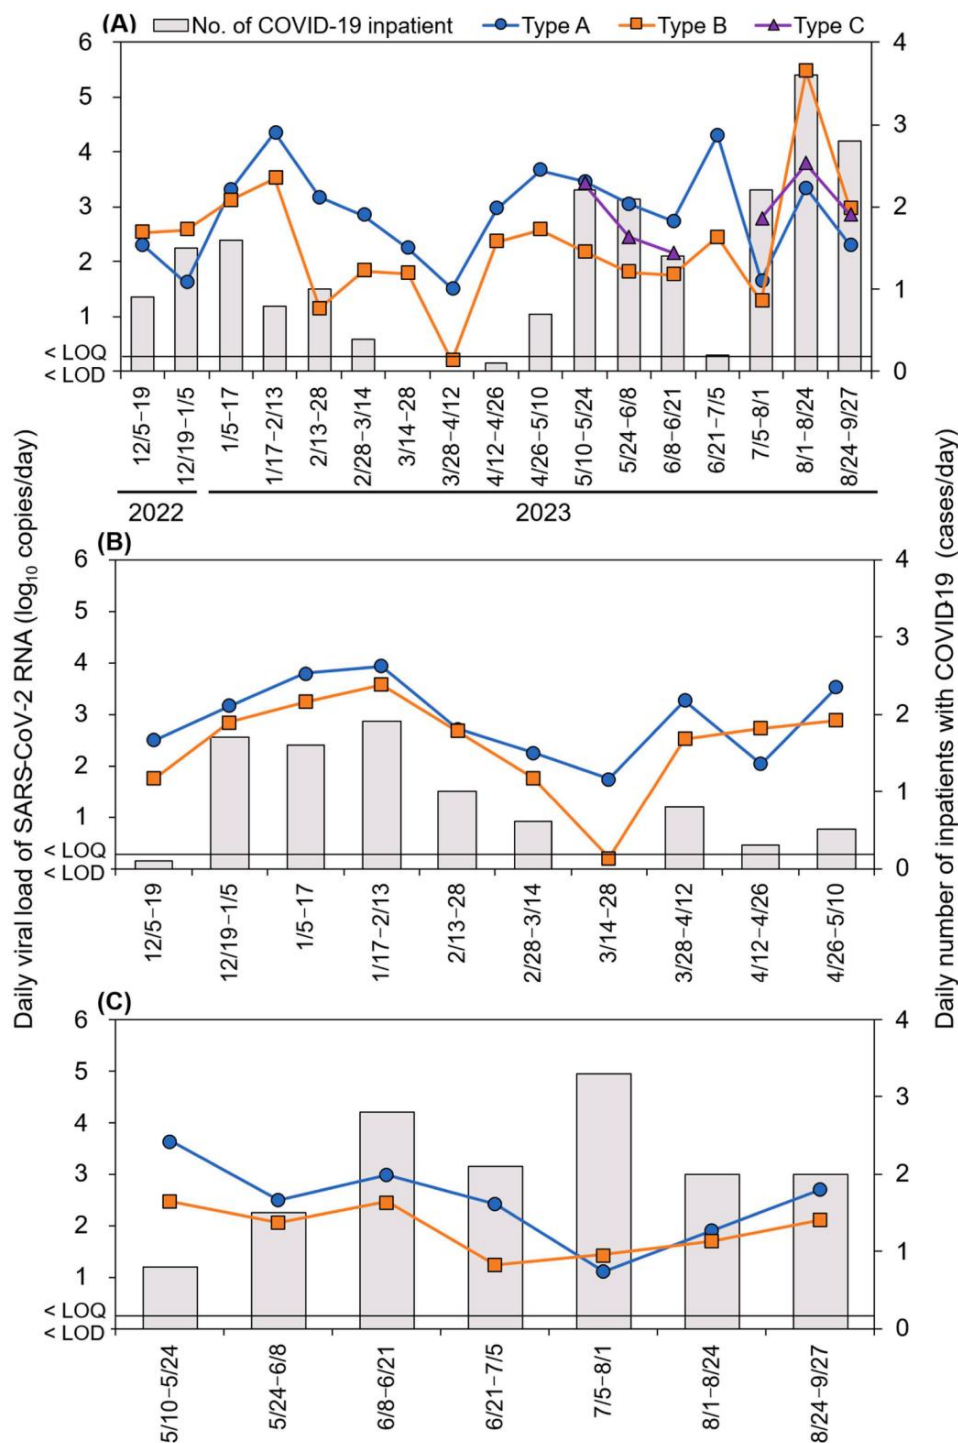 (A) No. of COVID-19 inpatient Type A Type B Type C
6 4
5
3
4
3 2
2
1
1
< LOQ
< LOD 0
12/5−19 12/19−1/5 1/5−17 1/17−2/13 2/13−28 2/28−3/14 3/14−28 3/28−4/12 4/12−4/26 4/26−5/10 5/10−5/24 5/24−6/8 6/8−6/21 6/21−7/5 7/5−8/1 8/1−8/24 8/24−9/27
2022 2023
Daily viral load of SARS-CoV-2 RNA (log10 copies/day)
Daily number of inpatients with COVID-19 (cases/day)
(B)
6 4
5
3
4
3 2
2
1
1
< LOQ
< LOD 0
12/5−19 12/19−1/5 1/5−17 1/17−2/13 2/13−28 2/28−3/14 3/14−28 3/28−4/12 4/12−4/26 4/26−5/10
(C)
6 4
5
3
4
3 2
2
1
1
< LOQ
< LOD 0
5/10−5/24 5/24−6/8 6/8−6/21 6/21−7/5 7/5−8/1 8/1−8/24 8/24−9/27